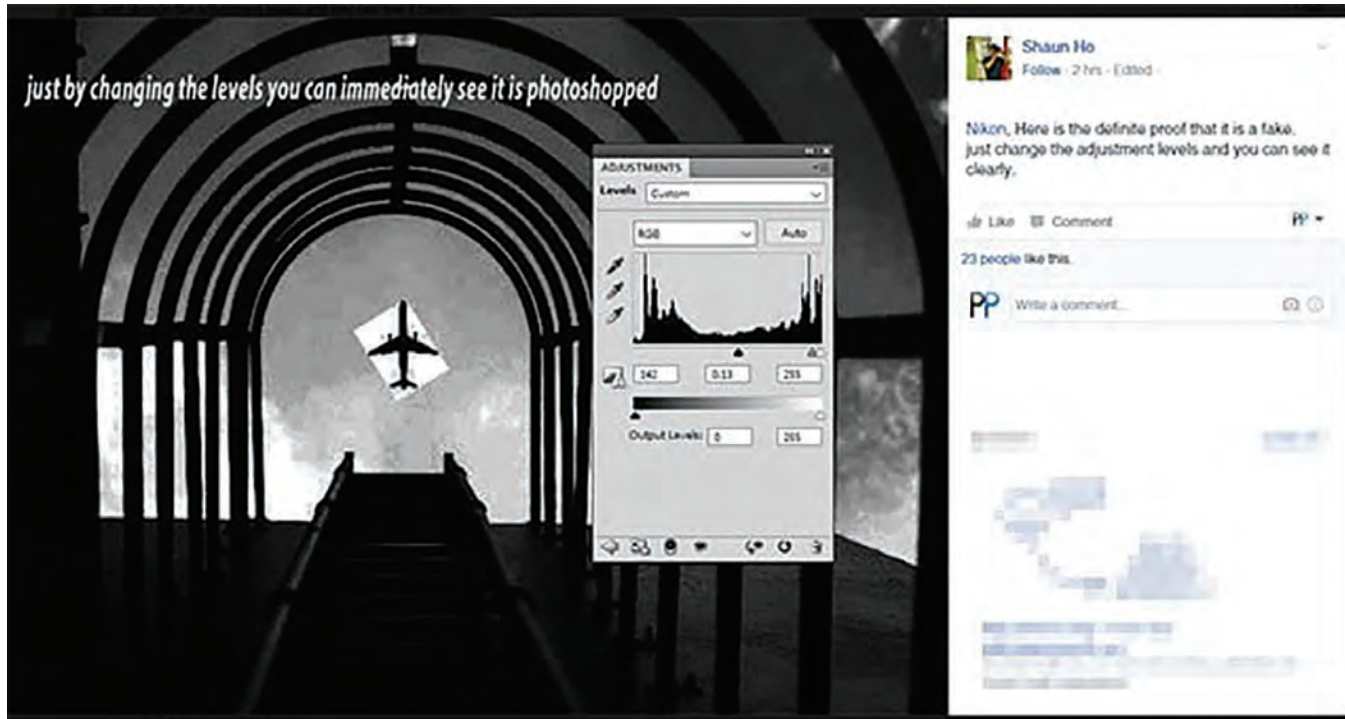 just by changing the levels you can immediately see it is photoshopped
ADJUSTMENTS
Levels Custom
RGB
Auto
142 0.13 255
Output Levels: 0 255
Shaun Ho
Follow · 2 hrs · Edited ·
Nikon, Here is the definite proof that it is a fake.
just change the adjustment levels and you can see it
clearly.
Like Comment
PP
23 people like this.
PP Write a comment...